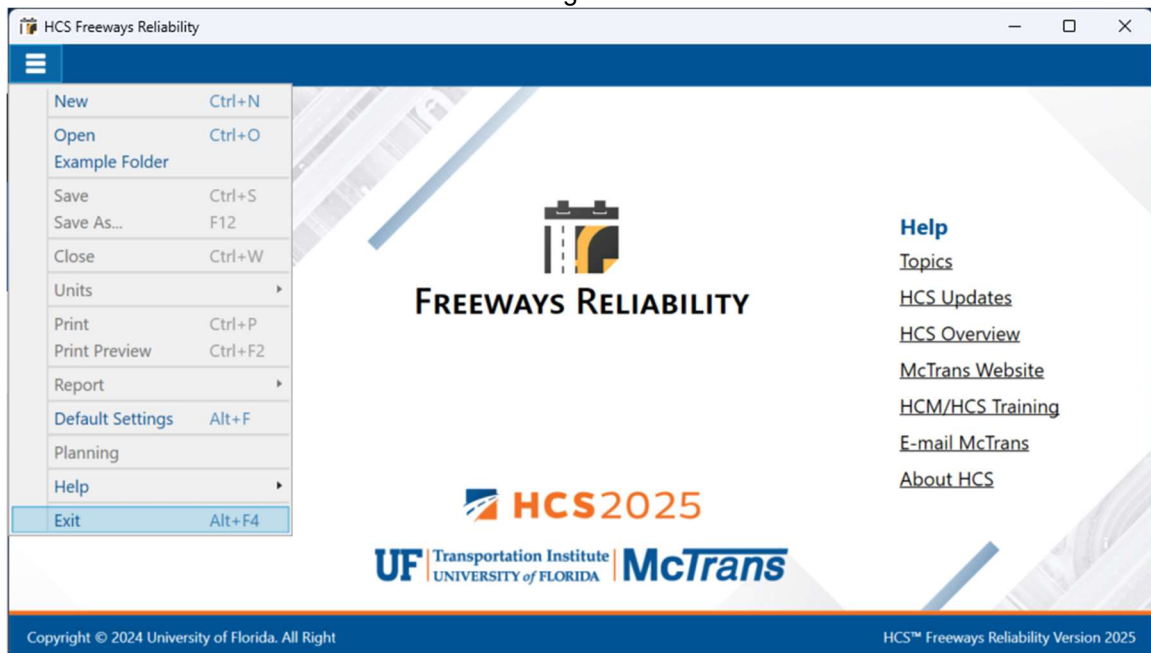 HCS Freeways Reliability
New Ctrl+N
Open Ctrl+O
Example Folder
Save Ctrl+S
Save As... F12
Close Ctrl+W
Units
Print Ctrl+P
Print Preview Ctrl+F2
Report
Default Settings Alt+F
Planning
Help
Exit Alt+F4
FREEWAYS RELIABILITY
HCS2025
UF Transportation Institute McTrans
UNIVERSITY of FLORIDA
Help
Topics
HCS Updates
HCS Overview
McTrans Website
HCM/HCS Training
E-mail McTrans
About HCS
Copyright © 2024 University of Florida. All Right
HCS™ Freeways Reliability Version 2025